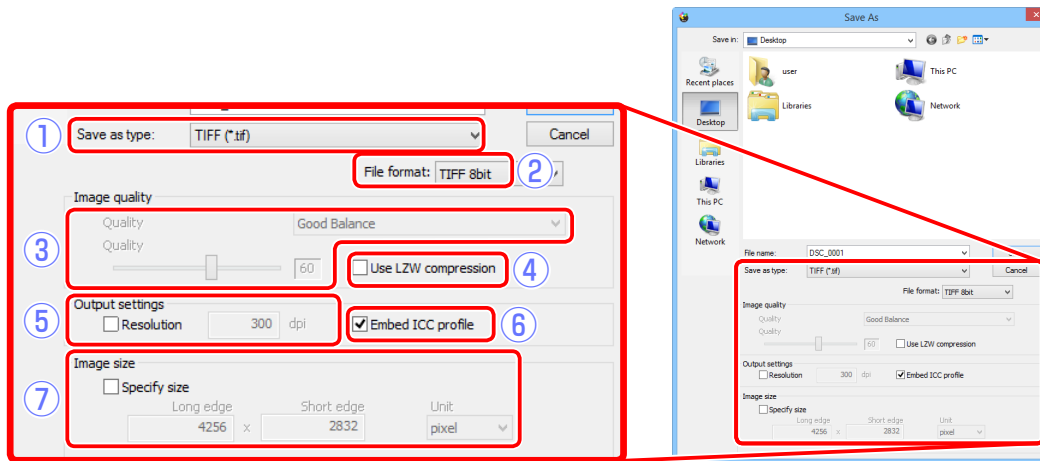 ① Save as type: TIFF (*.tif) Cancel
File format: TIFF 8bit ②
Image quality
Quality Good Balance
③ Quality
60 Use LZW compression ④
Output settings
⑤ Resolution 300 dpi Embed ICC profile ⑥
Image size
⑦ Specify size
Long edge Short edge Unit
4256 x 2832 pixel
Save As
Save in: Desktop
Recent places
Desktop
Libraries
This PC
Network
user This PC
Libraries Network
File name: DSC_0001
Save as type: TIFF (*.tif) Cancel
File format: TIFF 8bit
Image quality
Quality Good Balance
Quality
60 Use LZW compression
Output settings
Resolution 300 dpi Embed ICC profile
Image size
Specify size
Long edge Short edge Unit
4256 x 2832 pixel